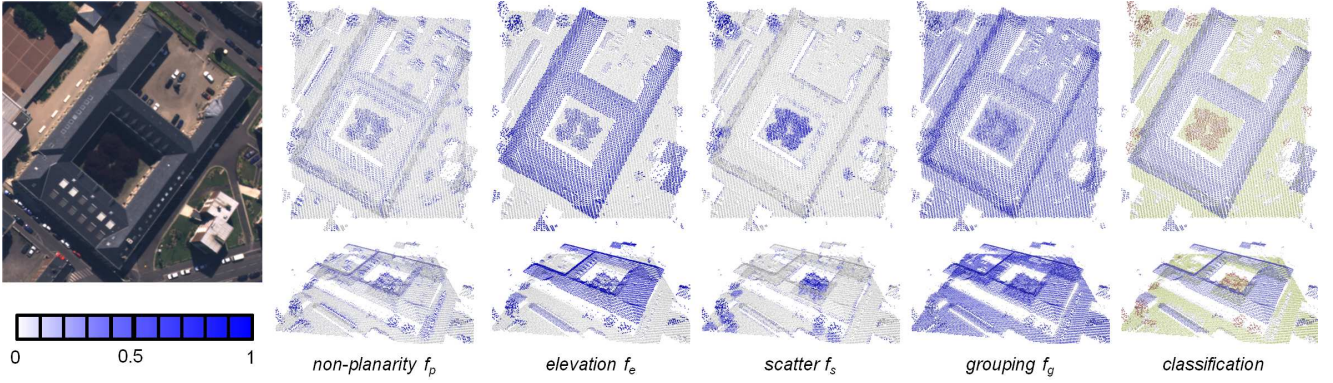 0 0.5 1
non-planarity f_p
elevation f_e
scatter f_s
grouping f_g
classification